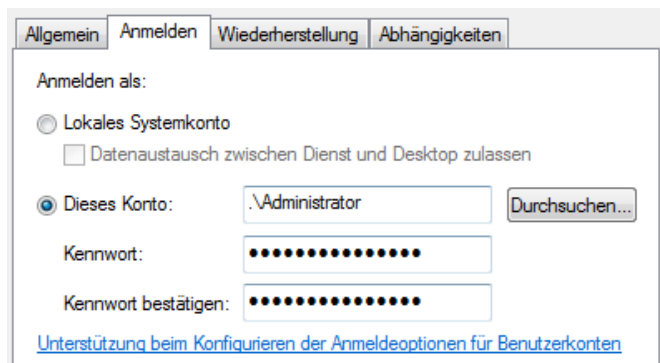 Allgemein Anmelden Wiederherstellung Abhängigkeiten
Anmelden als:
Lokales Systemkonto
Datenaustausch zwischen Dienst und Desktop zulassen
Dieses Konto: .\Administrator Durchsuchen...
Kennwort: ●●●●●●●●●●●●●●●
Kennwort bestätigen: ●●●●●●●●●●●●●●●
Unterstützung beim Konfigurieren der Anmeldeoptionen für Benutzerkonten